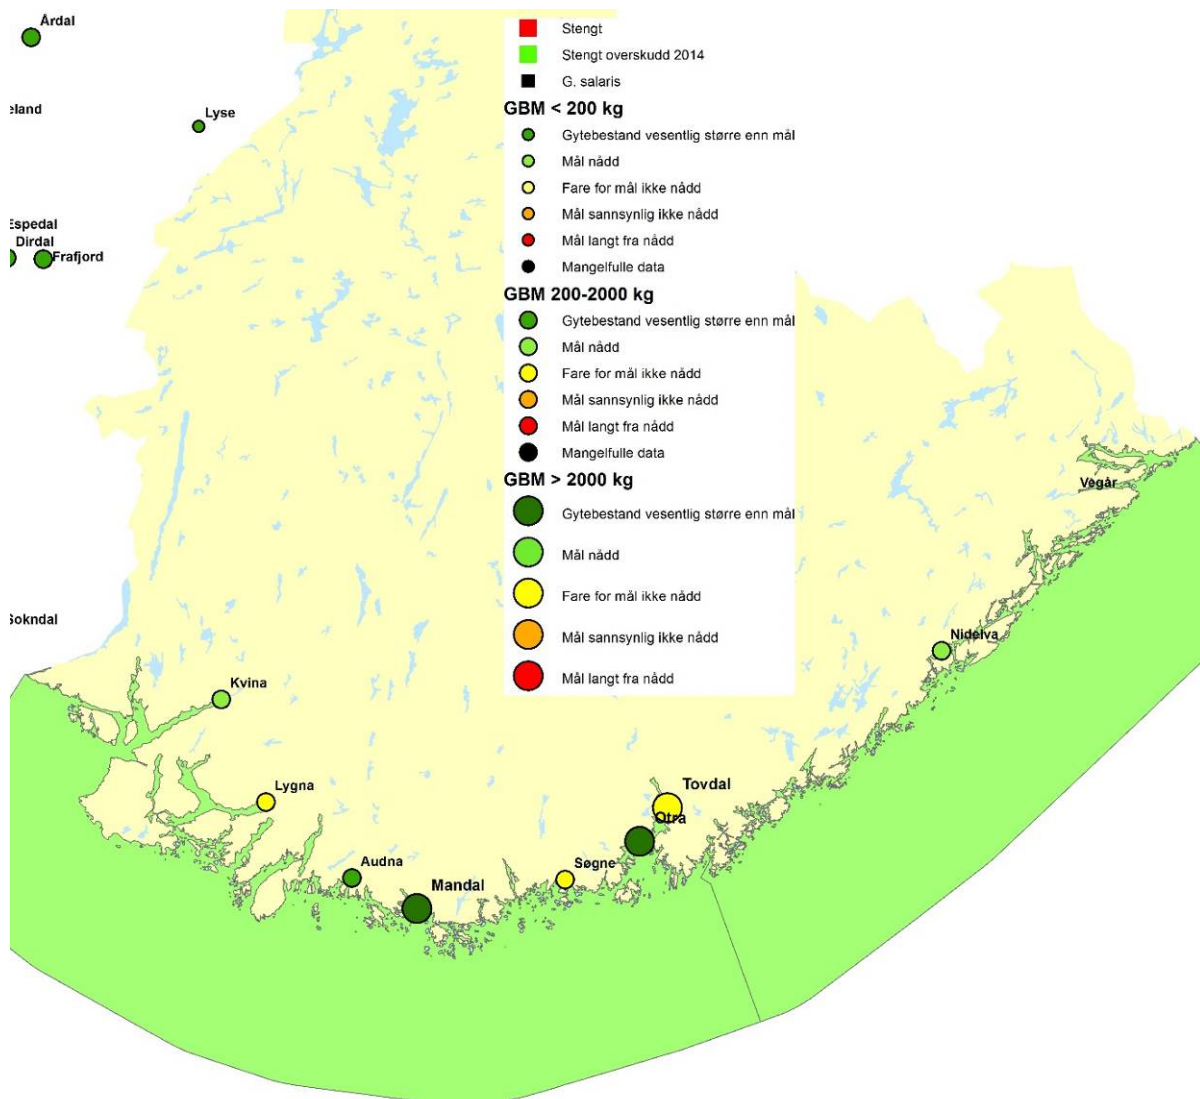 Årdal
eland
Lyse
Espedal
Dirdal
Frafjord
Stengt
Stengt overskudd 2014
G. salaris
GBM < 200 kg
Gytebestand vesentlig større enn mål
Mål nådd
Fare for mål ikke nådd
Mål sannsynlig ikke nådd
Mål langt fra nådd
Mangelfulle data
GBM 200-2000 kg
Gytebestand vesentlig større enn mål
Mål nådd
Fare for mål ikke nådd
Mål sannsynlig ikke nådd
Mål langt fra nådd
Mangelfulle data
GBM > 2000 kg
Gytebestand vesentlig større enn mål
Mål nådd
Fare for mål ikke nådd
Mål sannsynlig ikke nådd
Mål langt fra nådd
Vegår
Sokndal
Nidelva
Kvina
Lygna
Tovdal
Otra
Audna
Søgne
Mandal